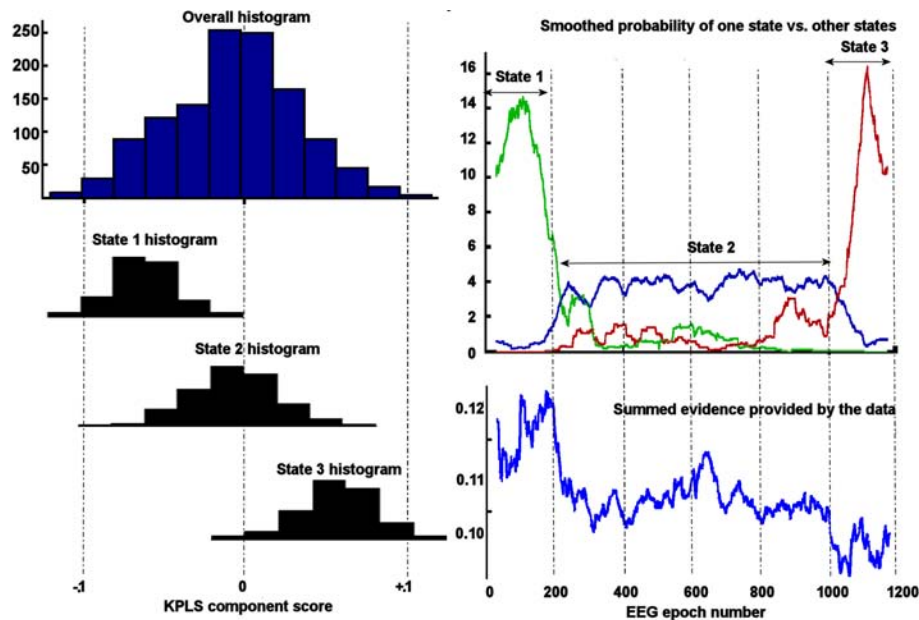 Overall histogram
250
200
150
100
50
State 1 histogram
State 2 histogram
State 3 histogram
-.1
0
+.1
KPLS component score
Smoothed probability of one state vs. other states
State 3
State 1
16
14
12
10
8
6
4
2
0
State 2
Summed evidence provided by the data
0.12
0.11
0.10
0
200
400
600
800
1000
1200
EEG epoch number